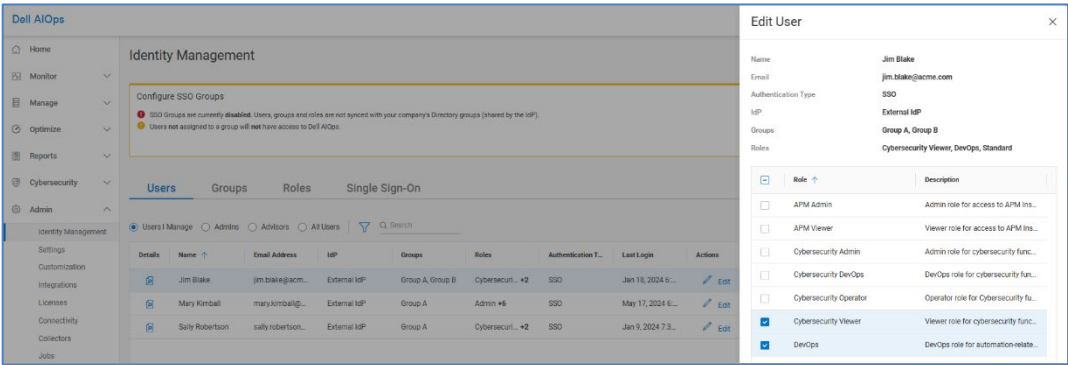 Dell AIOps
Home
Monitor
Manage
Optimize
Reports
Cybersecurity
Admin
Identity Management
Settings
Customization
Integrations
Licenses
Connectivity
Collectors
Jobs
Identity Management
Configure SSO Groups
SSO Groups are currently disabled. Users, groups and roles are not synced with your company's Directory groups (shared by the IdP).
Users not assigned to a group will not have access to Dell AIOps.
Users Groups Roles Single Sign-On
Users I Manage Admins Advisors All Users Search
Details Name ↑ Email Address IdP Groups Roles Authentication T... Last Login Actions
Jim Blake jim.blake@acm... External IdP Group A, Group B Cybersecuri... +2 SSO Jan 18, 2024 6:... Edit
Mary Kimball mary.kimball@... External IdP Group A Admin +6 SSO May 17, 2024 6:... Edit
Sally Robertson sally.robertson... External IdP Group A Cybersecuri... +2 SSO Jan 9, 2024 7:3... Edit
Edit User
Name Jim Blake
Email jim.blake@acme.com
Authentication Type SSO
IdP External IdP
Groups Group A, Group B
Roles Cybersecurity Viewer, DevOps, Standard
Role ↑ Description
APM Admin Admin role for access to APM Ins...
APM Viewer Viewer role for access to APM Ins...
Cybersecurity Admin Admin role for cybersecurity func...
Cybersecurity DevOps DevOps role for cybersecurity fun...
Cybersecurity Operator Operator role for Cybersecurity fu...
Cybersecurity Viewer Viewer role for cybersecurity func...
DevOps DevOps role for automation-relate...